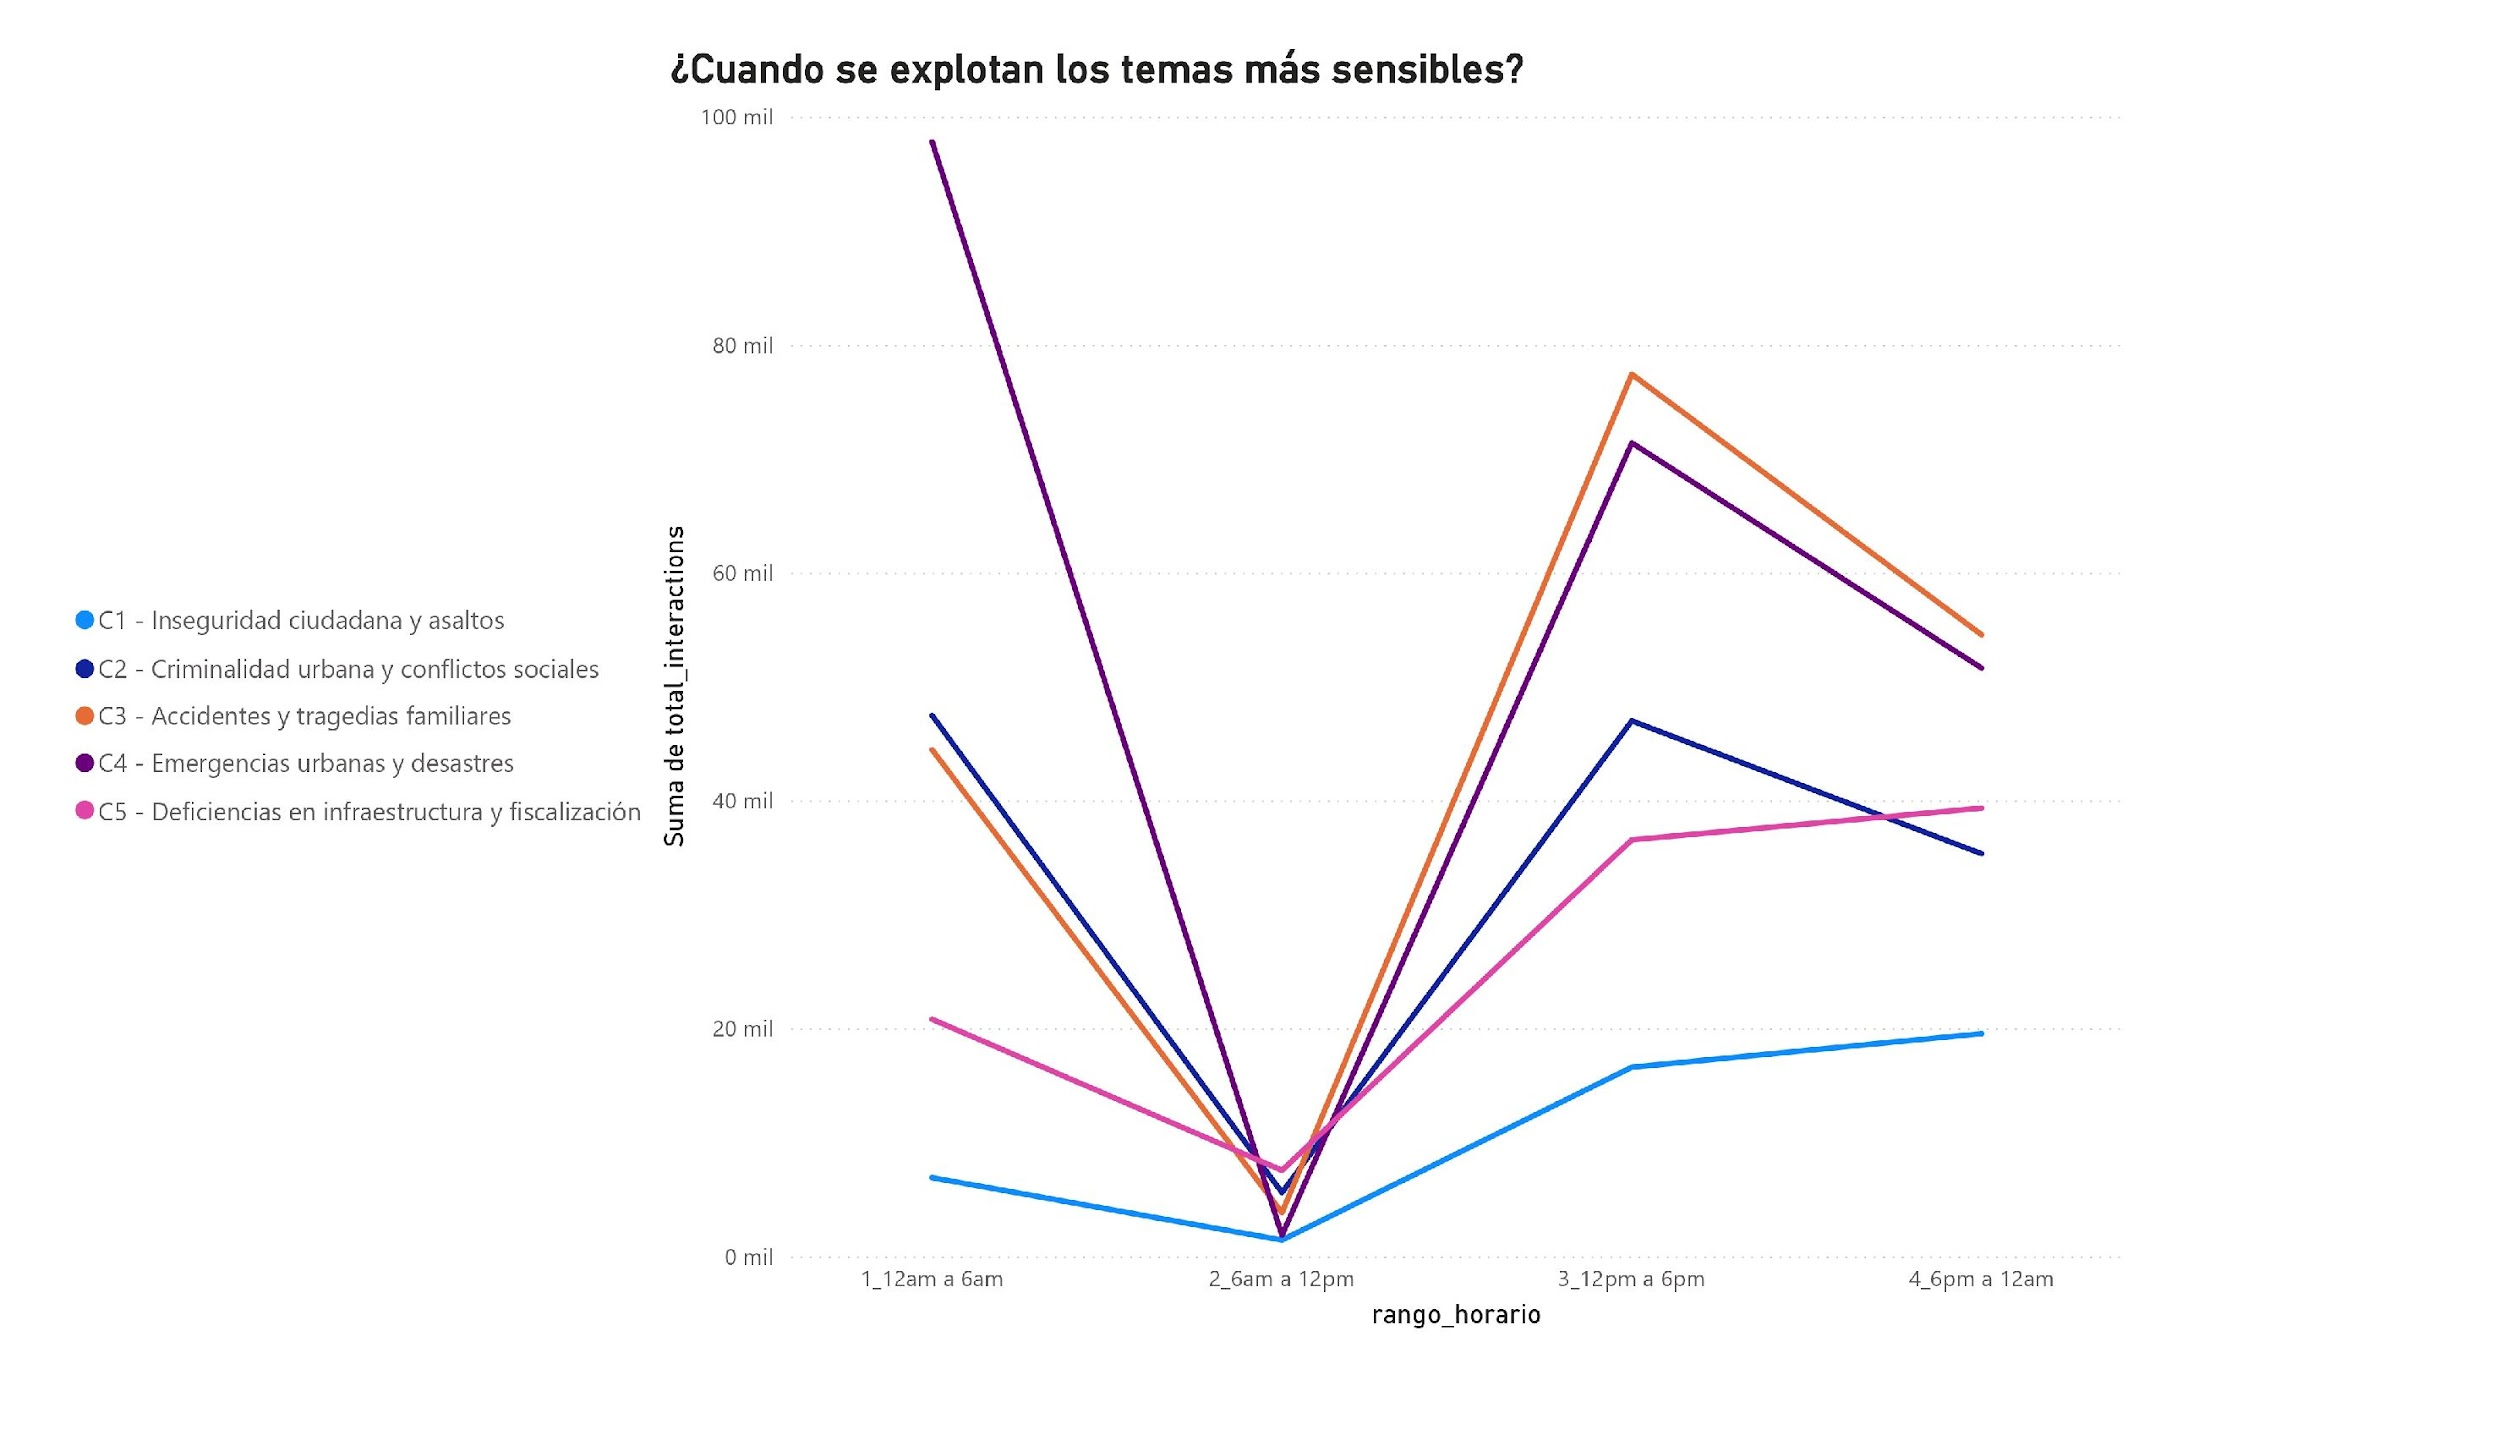 ¿Cuando se explotan los temas más sensibles?
C1 - Inseguridad ciudadana y asaltos
C2 - Criminalidad urbana y conflictos sociales
C3 - Accidentes y tragedias familiares
C4 - Emergencias urbanas y desastres
C5 - Deficiencias en infraestructura y fiscalización
Suma de total_interactions
100 mil
80 mil
60 mil
40 mil
20 mil
0 mil
1_12am a 6am
2_6am a 12pm
3_12pm a 6pm
4_6pm a 12am
rango_horario